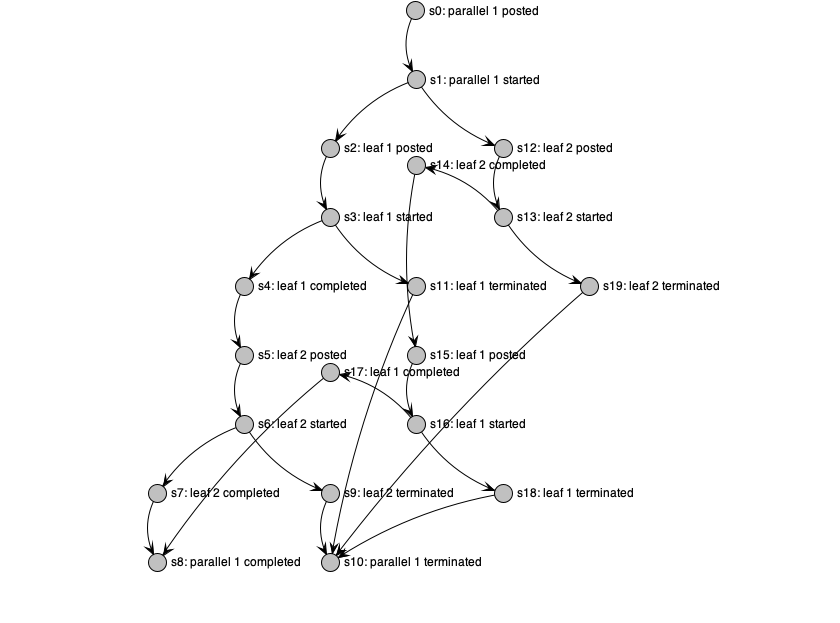 s0: parallel 1 posted
s1: parallel 1 started
s2: leaf 1 posted
s12: leaf 2 posted
s14: leaf 2 completed
s3: leaf 1 started
s13: leaf 2 started
s4: leaf 1 completed
s11: leaf 1 terminated
s19: leaf 2 terminated
s5: leaf 2 posted
s15: leaf 1 posted
s17: leaf 1 completed
s6: leaf 2 started
s16: leaf 1 started
s7: leaf 2 completed
s9: leaf 2 terminated
s18: leaf 1 terminated
s8: parallel 1 completed
s10: parallel 1 terminated